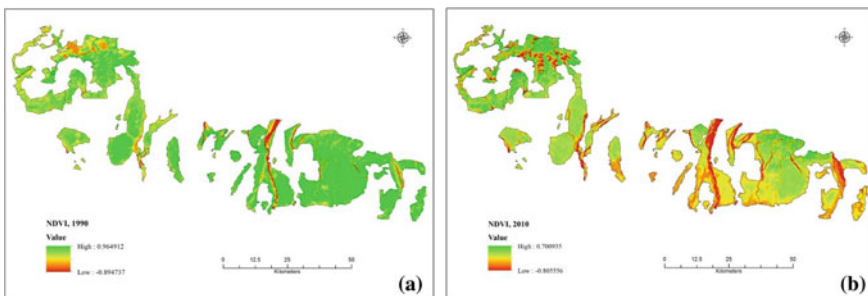 NDVI, 1990
Value
High : 0.964912
Low : -0.894737
0 12.5 25 50
Kilometers
(a)
NDVI, 2010
Value
High : 0.700935
Low : -0.805556
0 12.5 25 50
Kilometers
(b)